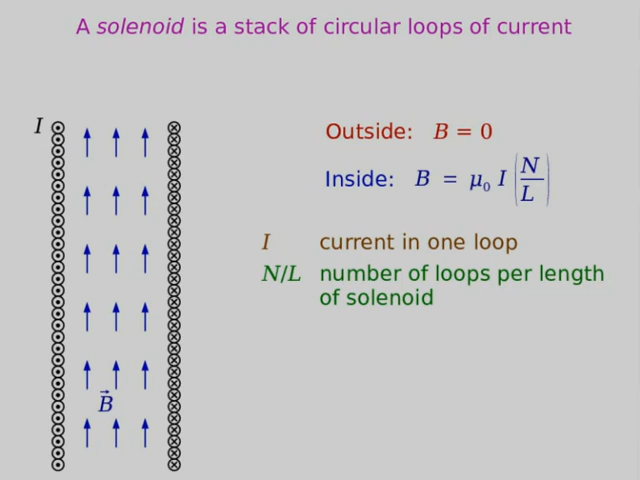 A solenoid is a stack of circular loops of current
I
Outside: B = 0
Inside: B = μ₀ I (N/L)
I current in one loop
N/L number of loops per length
of solenoid
B⃗